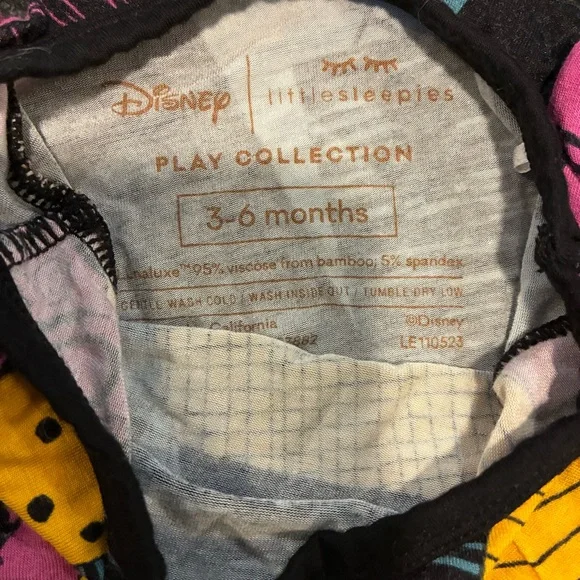 Disney | littlesleepies
PLAY COLLECTION
3-6 months
95% viscose from bamboo; 5% spandex
WASH COLD / WASH INSIDE OUT / TUMBLE DRY LOW
California ©Disney
LE110523